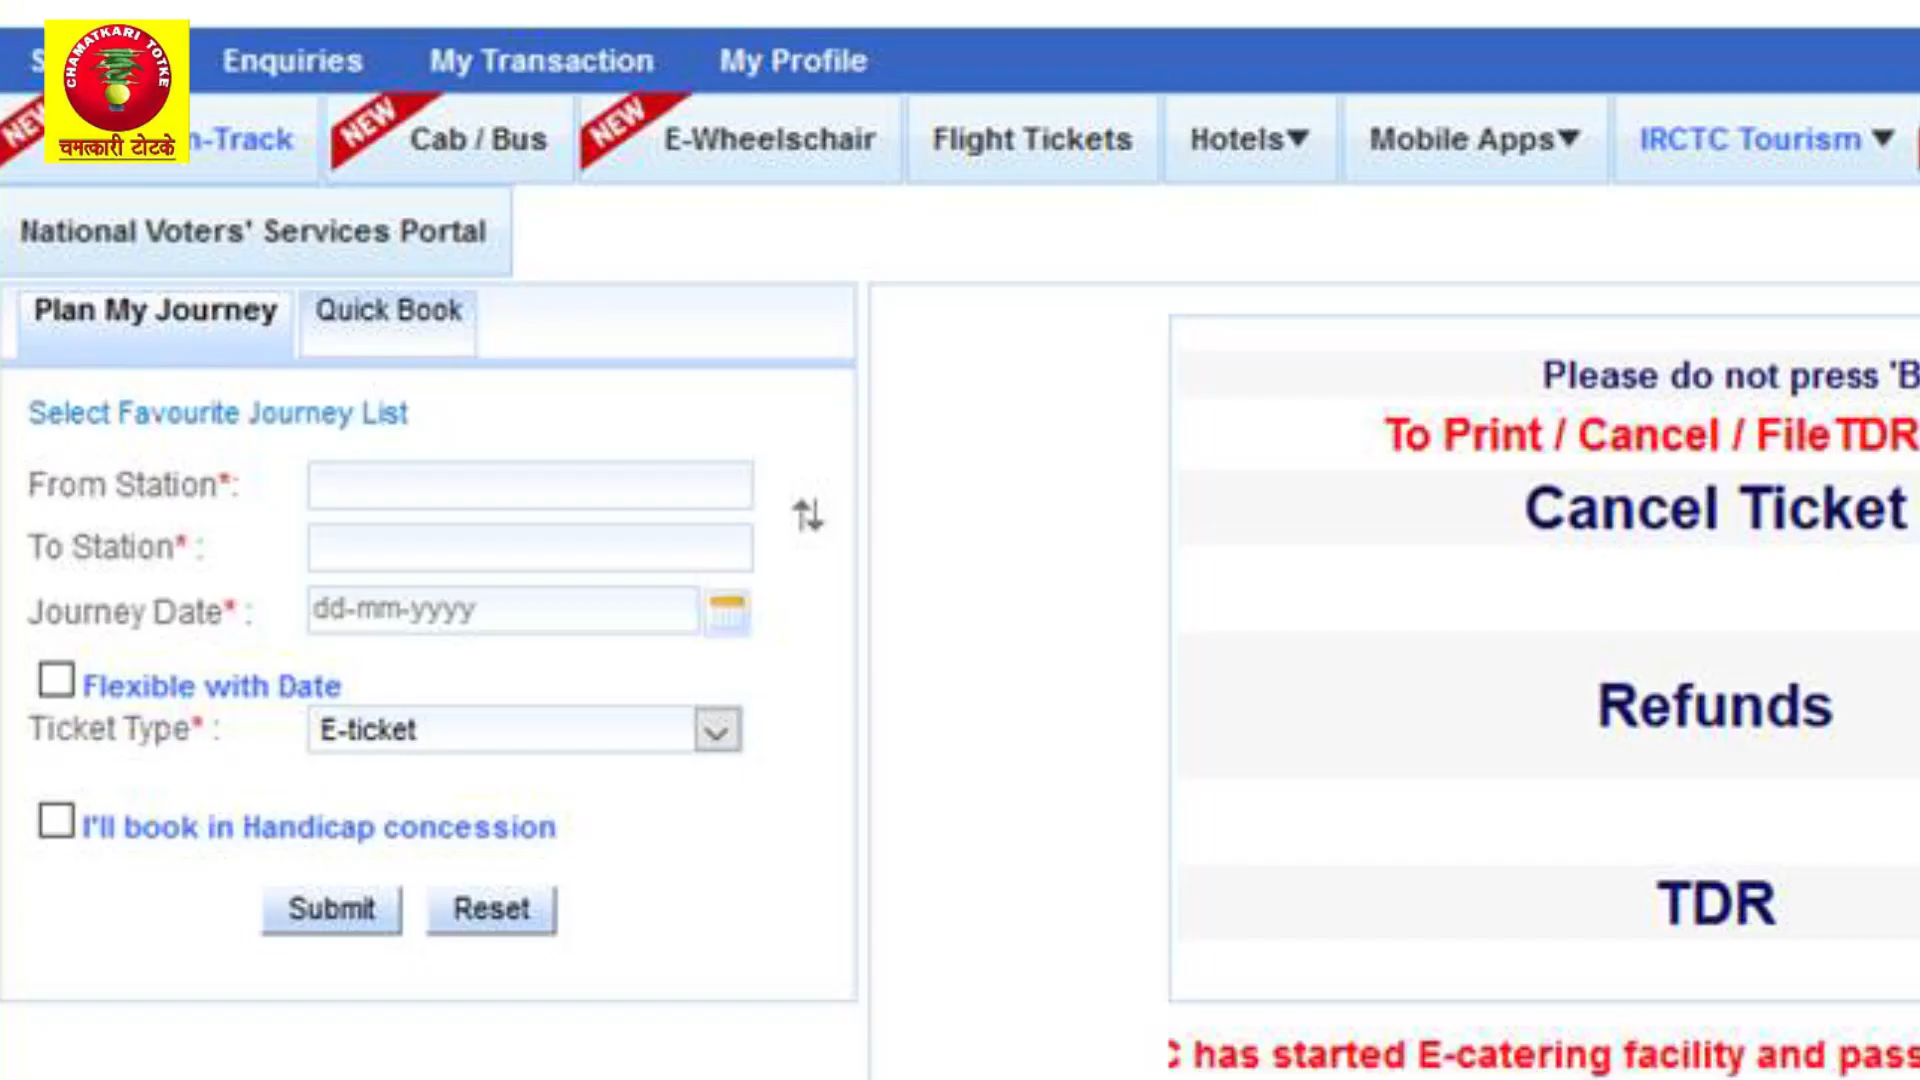 CHAMATKARI TOTKE
चमत्कारी टोटके
Enquiries My Transaction My Profile
NEW n-Track NEW Cab / Bus NEW E-Wheelschair Flight Tickets Hotels▼ Mobile Apps▼ IRCTC Tourism ▼
National Voters' Services Portal
Plan My Journey Quick Book
Select Favourite Journey List
From Station*:
To Station* :
Journey Date* : dd-mm-yyyy
Flexible with Date
Ticket Type* : E-ticket
I'll book in Handicap concession
Submit Reset
Please do not press 'B
To Print / Cancel / File TDR
Cancel Ticket
Refunds
TDR
C has started E-catering facility and pass